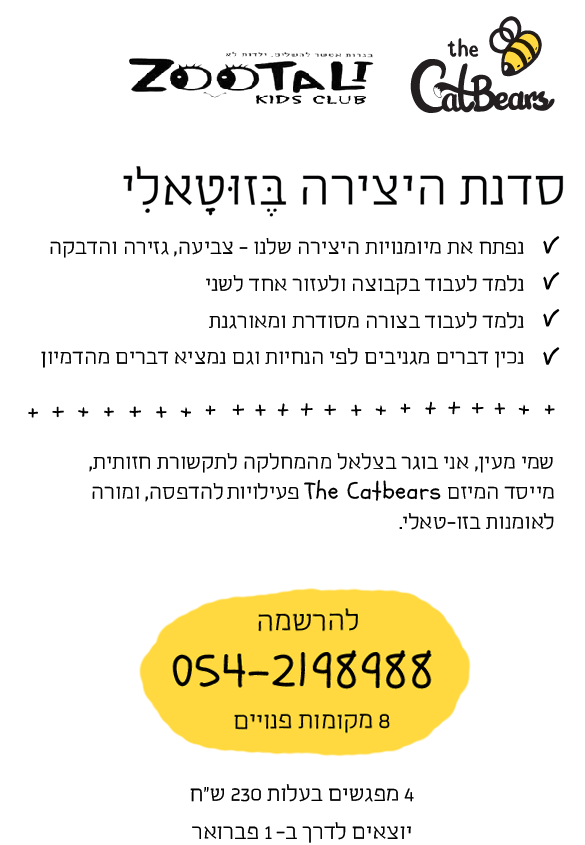 בגרות אפשר להשלים, ילדות לא
ZOOTALI
KIDS CLUB
the
CatBears
סדנת היצירה בֶּזוּטָאלִי
✓ נפתח את מיומנויות היצירה שלנו - צביעה, גזירה והדבקה
✓ נלמד לעבוד בקבוצה ולעזור אחד לשני
✓ נלמד לעבוד בצורה מסודרת ומאורגנת
✓ נכין דברים מגניבים לפי הנחיות וגם נמציא דברים מהדמיון
+ + + + + + + + + + + + + + + + + + + + + +
שמי מעין, אני בוגר בצלאל מהמחלקה לתקשורת חזותית,
מייסד המיזם The Catbears פעילויות להדפסה, ומורה
לאומנות בזו-טאלי.
להרשמה
054-2198988
8 מקומות פנויים
4 מפגשים בעלות 230 ש"ח
יוצאים לדרך ב- 1 פברואר